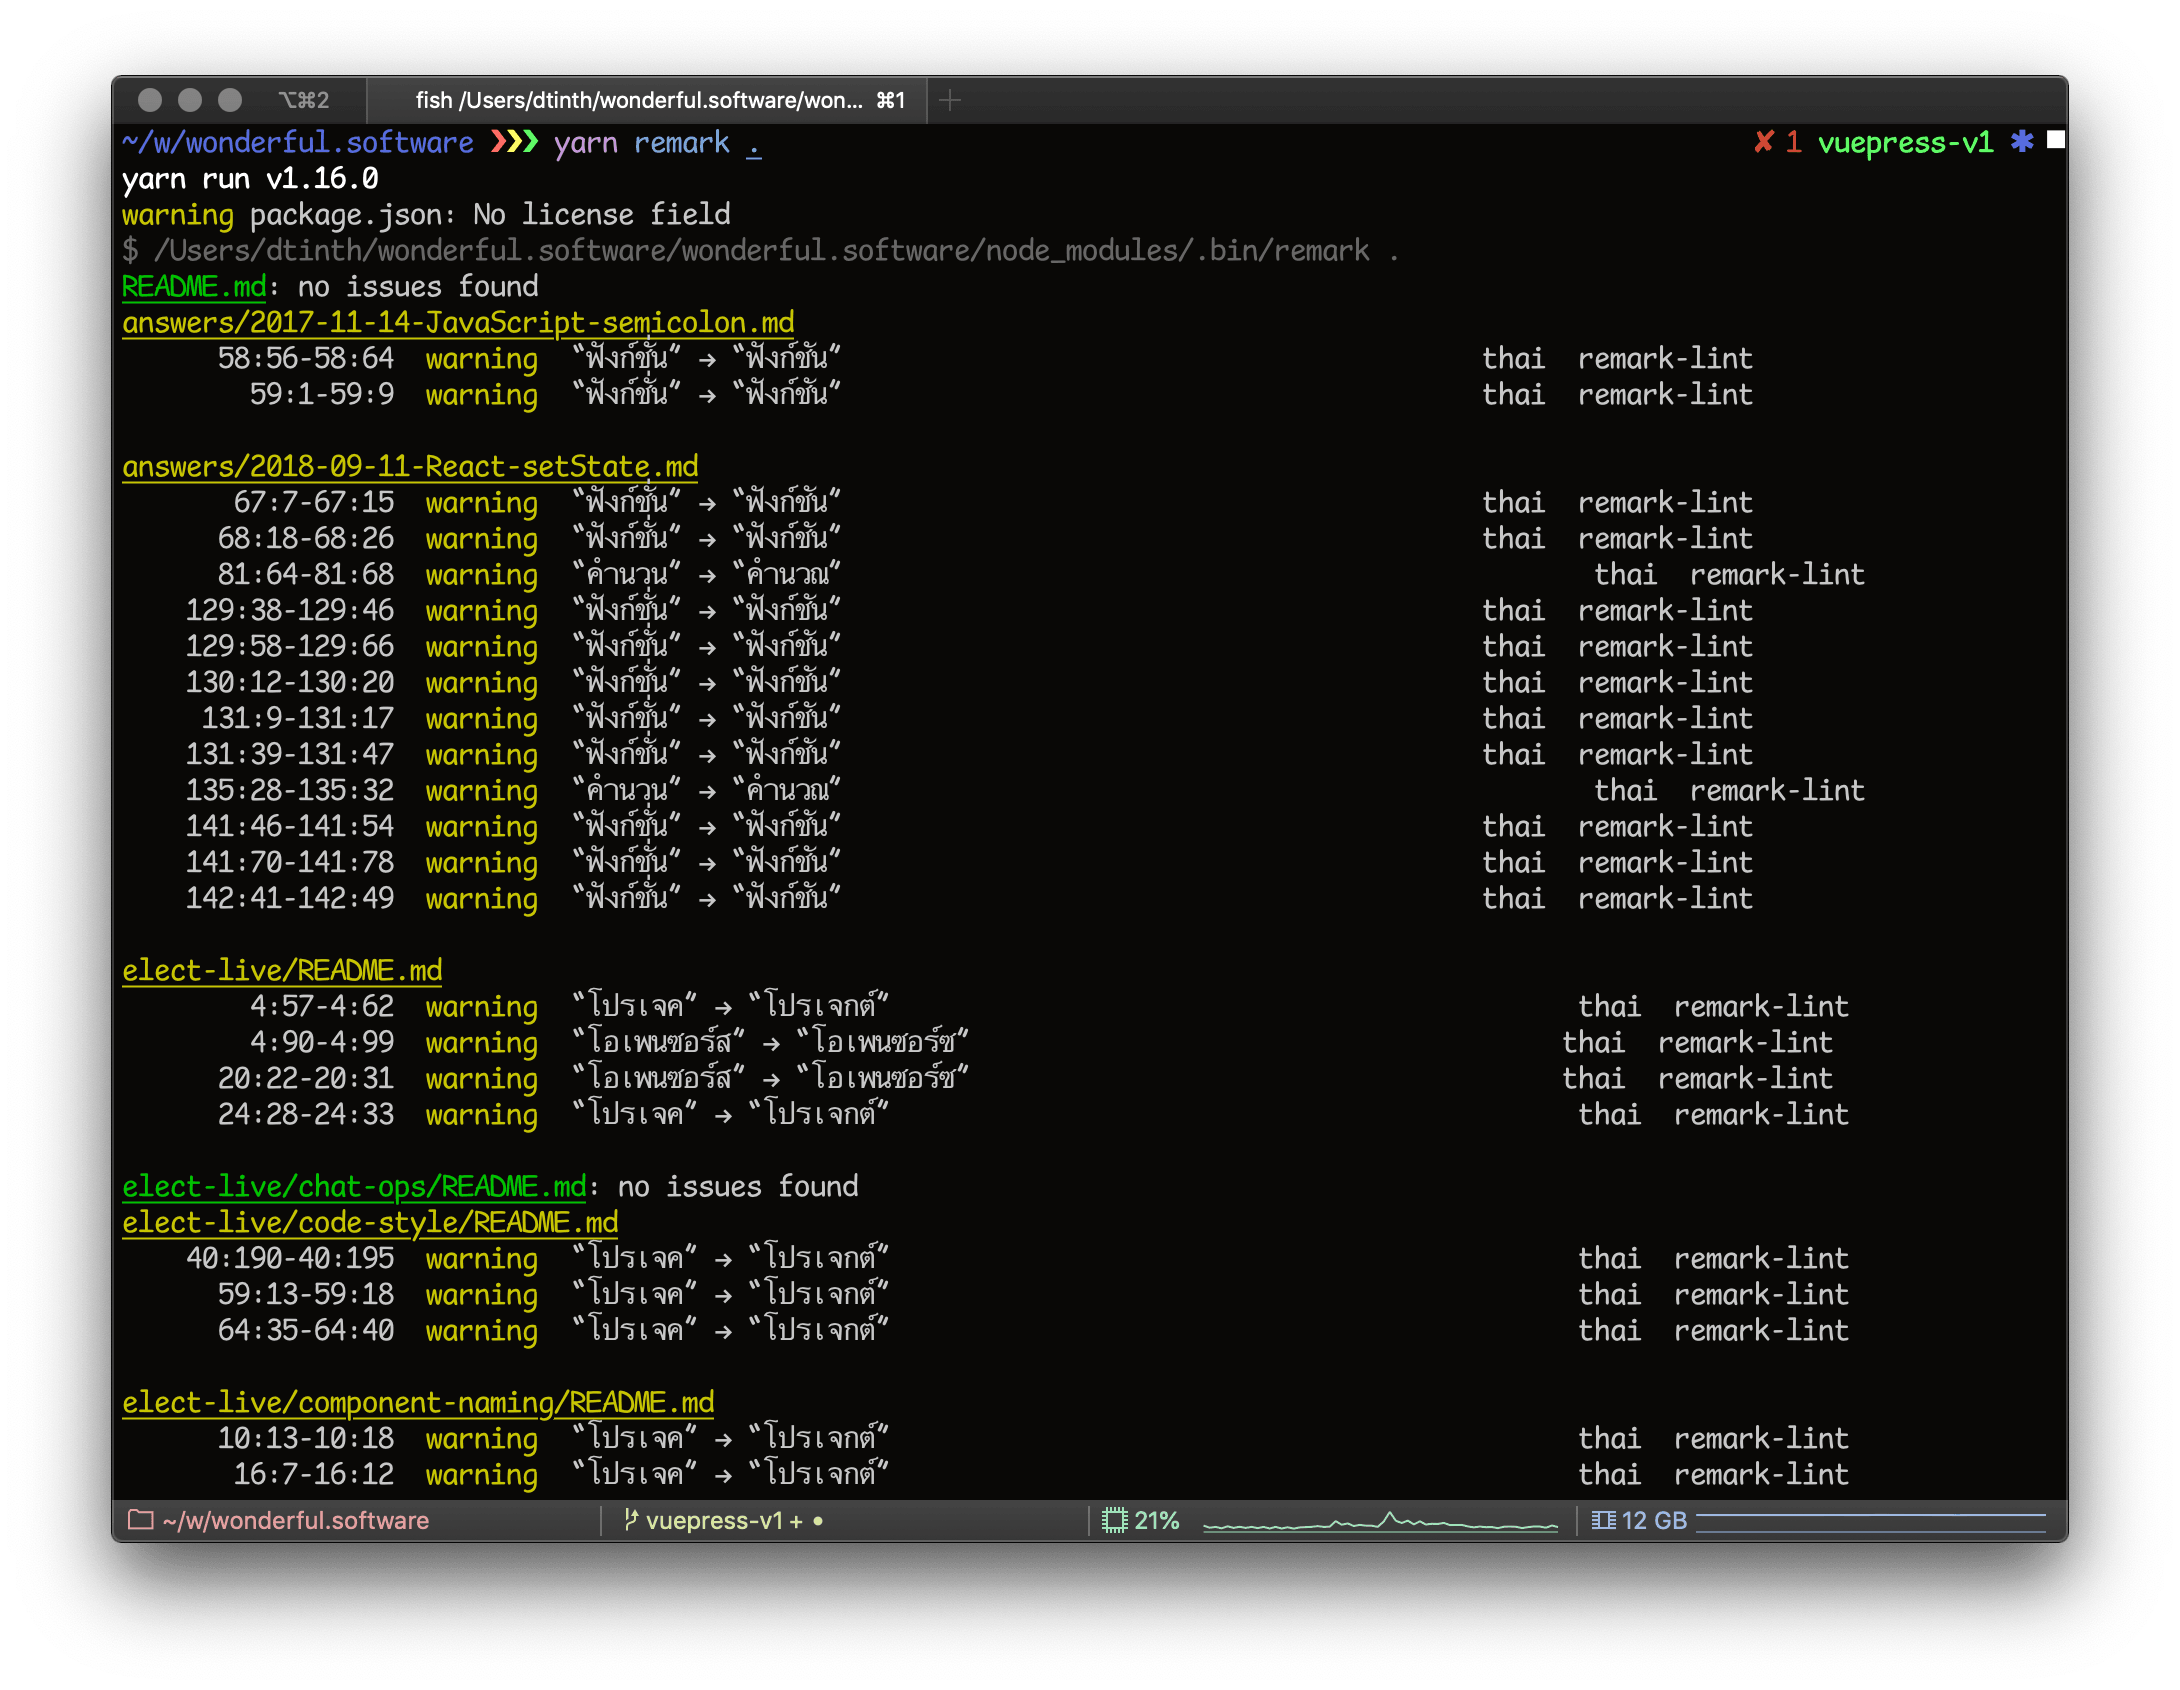 ⌥⌘2 fish /Users/dtinth/wonderful.software/won... ⌘1 +
~/w/wonderful.software ❯❯❯ yarn remark . ✘ 1 vuepress-v1 ✱
yarn run v1.16.0
warning package.json: No license field
$ /Users/dtinth/wonderful.software/wonderful.software/node_modules/.bin/remark .
README.md: no issues found
answers/2017-11-14-JavaScript-semicolon.md
58:56-58:64 warning “ฟังก์ชั่น” → “ฟังก์ชัน” thai remark-lint
59:1-59:9 warning “ฟังก์ชั่น” → “ฟังก์ชัน” thai remark-lint
answers/2018-09-11-React-setState.md
67:7-67:15 warning “ฟังก์ชั่น” → “ฟังก์ชัน” thai remark-lint
68:18-68:26 warning “ฟังก์ชั่น” → “ฟังก์ชัน” thai remark-lint
81:64-81:68 warning “คำนวน” → “คำนวณ” thai remark-lint
129:38-129:46 warning “ฟังก์ชั่น” → “ฟังก์ชัน” thai remark-lint
129:58-129:66 warning “ฟังก์ชั่น” → “ฟังก์ชัน” thai remark-lint
130:12-130:20 warning “ฟังก์ชั่น” → “ฟังก์ชัน” thai remark-lint
131:9-131:17 warning “ฟังก์ชั่น” → “ฟังก์ชัน” thai remark-lint
131:39-131:47 warning “ฟังก์ชั่น” → “ฟังก์ชัน” thai remark-lint
135:28-135:32 warning “คำนวน” → “คำนวณ” thai remark-lint
141:46-141:54 warning “ฟังก์ชั่น” → “ฟังก์ชัน” thai remark-lint
141:70-141:78 warning “ฟังก์ชั่น” → “ฟังก์ชัน” thai remark-lint
142:41-142:49 warning “ฟังก์ชั่น” → “ฟังก์ชัน” thai remark-lint
elect-live/README.md
4:57-4:62 warning “โปรเจค” → “โปรเจกต์” thai remark-lint
4:90-4:99 warning “โอเพนซอร์ส” → “โอเพนซอร์ซ” thai remark-lint
20:22-20:31 warning “โอเพนซอร์ส” → “โอเพนซอร์ซ” thai remark-lint
24:28-24:33 warning “โปรเจค” → “โปรเจกต์” thai remark-lint
elect-live/chat-ops/README.md: no issues found
elect-live/code-style/README.md
40:190-40:195 warning “โปรเจค” → “โปรเจกต์” thai remark-lint
59:13-59:18 warning “โปรเจค” → “โปรเจกต์” thai remark-lint
64:35-64:40 warning “โปรเจค” → “โปรเจกต์” thai remark-lint
elect-live/component-naming/README.md
10:13-10:18 warning “โปรเจค” → “โปรเจกต์” thai remark-lint
16:7-16:12 warning “โปรเจค” → “โปรเจกต์” thai remark-lint
~/w/wonderful.software vuepress-v1 + • 21% 12 GB